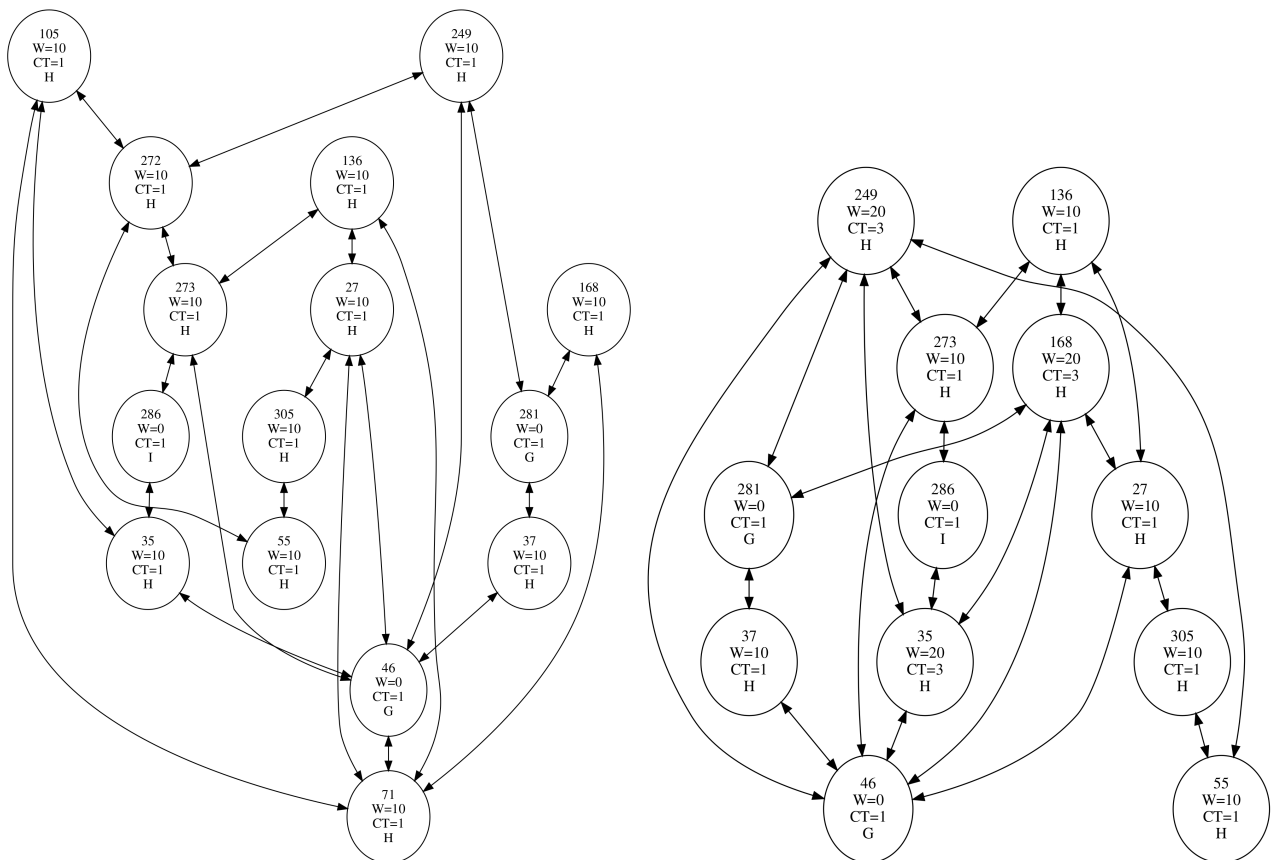 105
W=10
CT=1
H
249
W=10
CT=1
H
272
W=10
CT=1
H
136
W=10
CT=1
H
273
W=10
CT=1
H
27
W=10
CT=1
H
168
W=10
CT=1
H
286
W=0
CT=1
I
305
W=10
CT=1
H
281
W=0
CT=1
G
35
W=10
CT=1
H
55
W=10
CT=1
H
37
W=10
CT=1
H
46
W=0
CT=1
G
71
W=10
CT=1
H
249
W=20
CT=3
H
136
W=10
CT=1
H
273
W=10
CT=1
H
168
W=20
CT=3
H
281
W=0
CT=1
G
286
W=0
CT=1
I
27
W=10
CT=1
H
37
W=10
CT=1
H
35
W=20
CT=3
H
305
W=10
CT=1
H
46
W=0
CT=1
G
55
W=10
CT=1
H